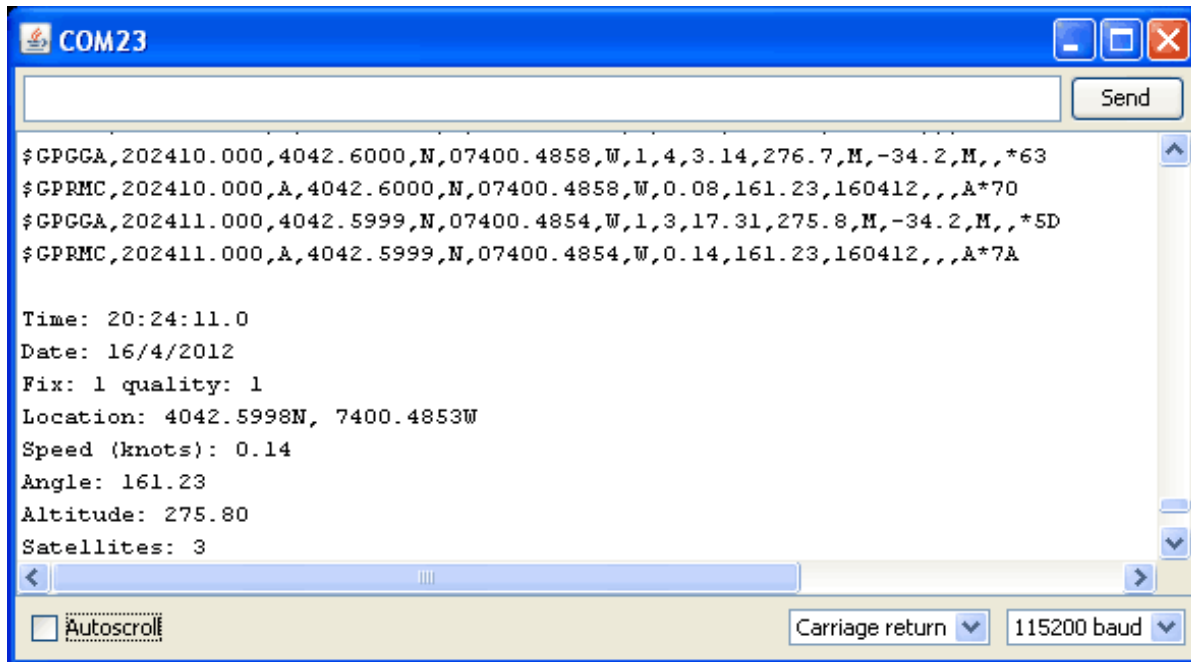 COM23
Send
$GPGGA,202410.000,4042.6000,N,07400.4858,W,1,4,3.14,276.7,M,-34.2,M,,*63
$GPRMC,202410.000,A,4042.6000,N,07400.4858,W,0.08,161.23,160412,,,A*70
$GPGGA,202411.000,4042.5999,N,07400.4854,W,1,3,17.31,275.8,M,-34.2,M,,*5D
$GPRMC,202411.000,A,4042.5999,N,07400.4854,W,0.14,161.23,160412,,,A*7A
Time: 20:24:11.0
Date: 16/4/2012
Fix: 1 quality: 1
Location: 4042.5998N, 7400.4853W
Speed (knots): 0.14
Angle: 161.23
Altitude: 275.80
Satellites: 3
Autoscroll
Carriage return
115200 baud